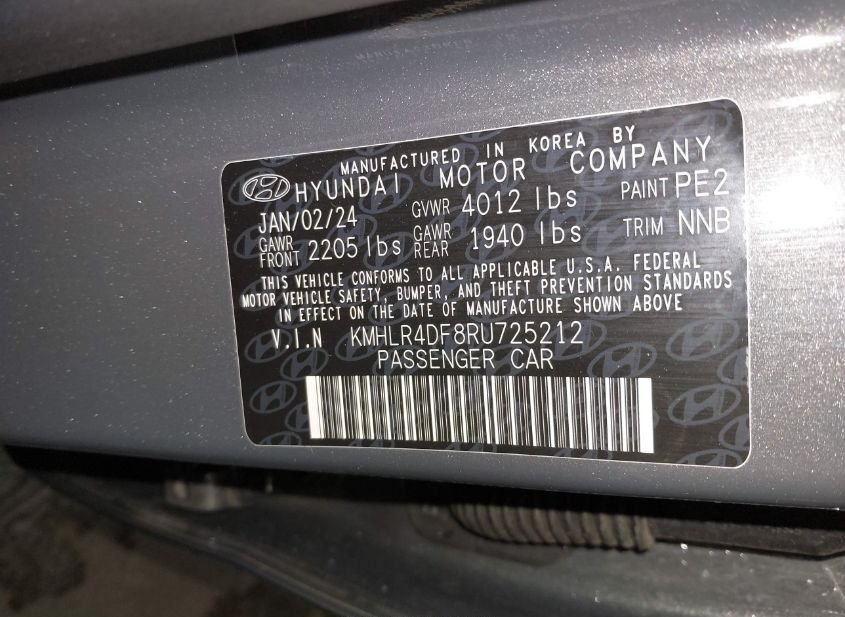 MANUFACTURED IN KOREA BY
HYUNDAI MOTOR COMPANY
JAN/02/24 GVWR 4012 lbs PAINT PE2
GAWR FRONT 2205 lbs GAWR REAR 1940 lbs TRIM NNB
THIS VEHICLE CONFORMS TO ALL APPLICABLE U.S.A. FEDERAL
MOTOR VEHICLE SAFETY, BUMPER, AND THEFT PREVENTION STANDARDS
IN EFFECT ON THE DATE OF MANUFACTURE SHOWN ABOVE
V.I.N KMHLR4DF8RU725212
PASSENGER CAR